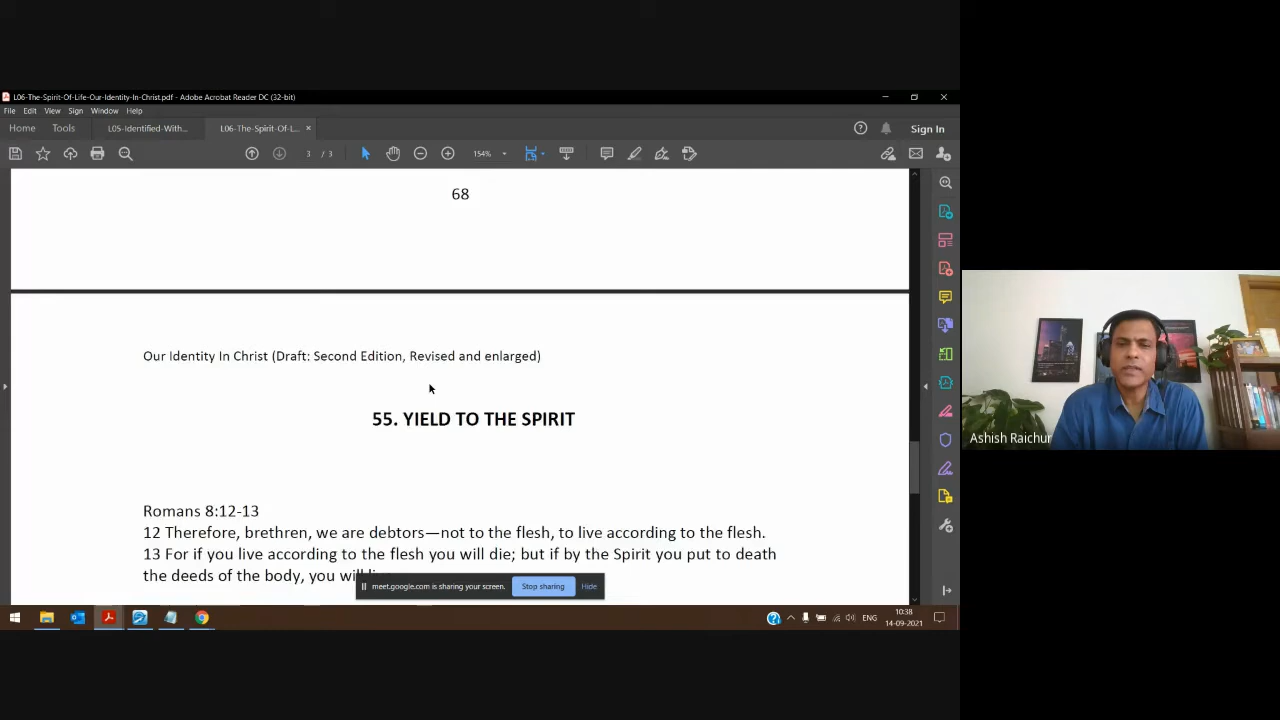 L06-The-Spirit-Of-Life-Our-Identity-In-Christ.pdf - Adobe Acrobat Reader DC (32-bit)
File Edit View Sign Window Help
Home Tools L05-Identified-With... L06-The-Spirit-Of-L... × Sign In
3 / 3 154%
68
Our Identity In Christ (Draft: Second Edition, Revised and enlarged)
55. YIELD TO THE SPIRIT
Romans 8:12-13
12 Therefore, brethren, we are debtors—not to the flesh, to live according to the flesh.
13 For if you live according to the flesh you will die; but if by the Spirit you put to death
the deeds of the body, you will
meet.google.com is sharing your screen. Stop sharing Hide
ENG 10:38
14-09-2021
Ashish Raichur